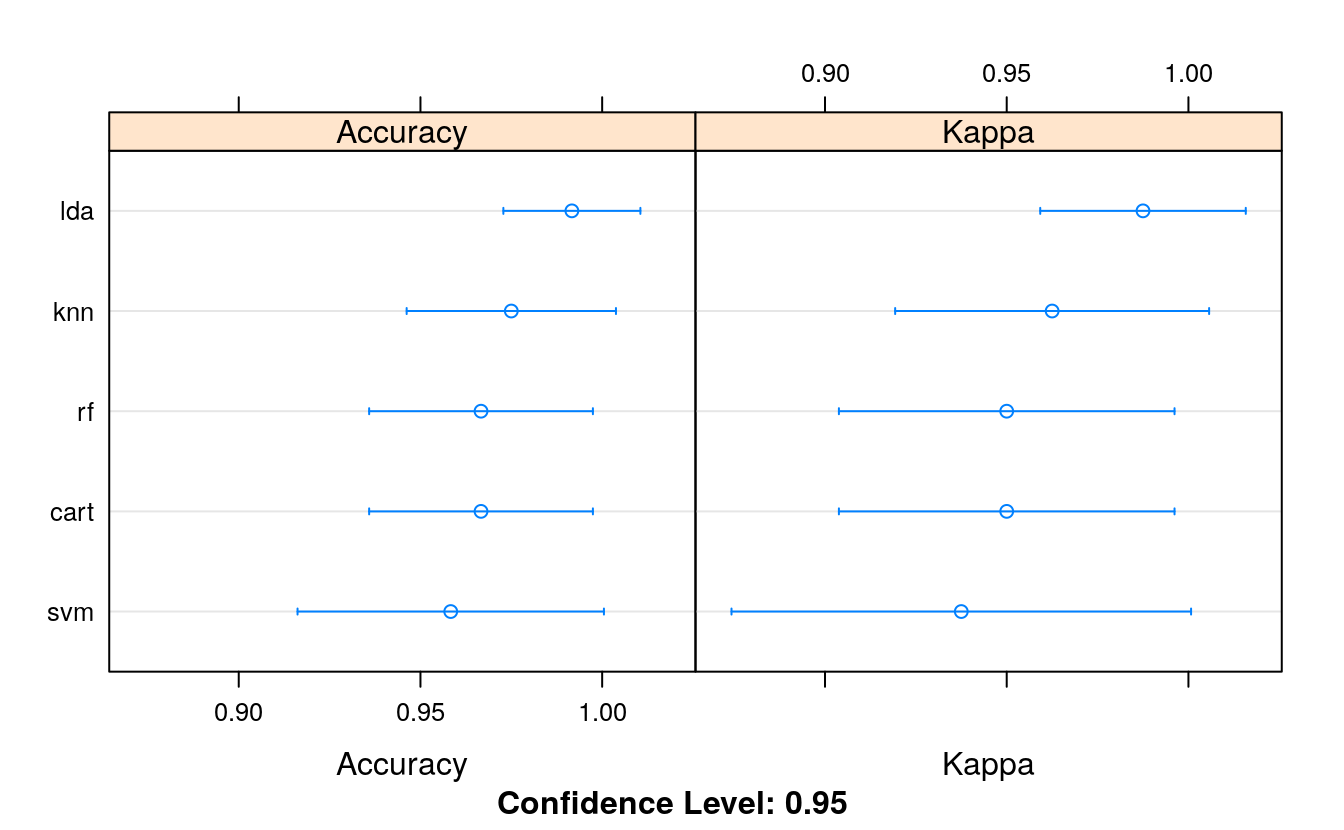 0.90 0.95 1.00
Accuracy Kappa
lda
knn
rf
cart
svm
0.90 0.95 1.00
Accuracy Kappa
Confidence Level: 0.95